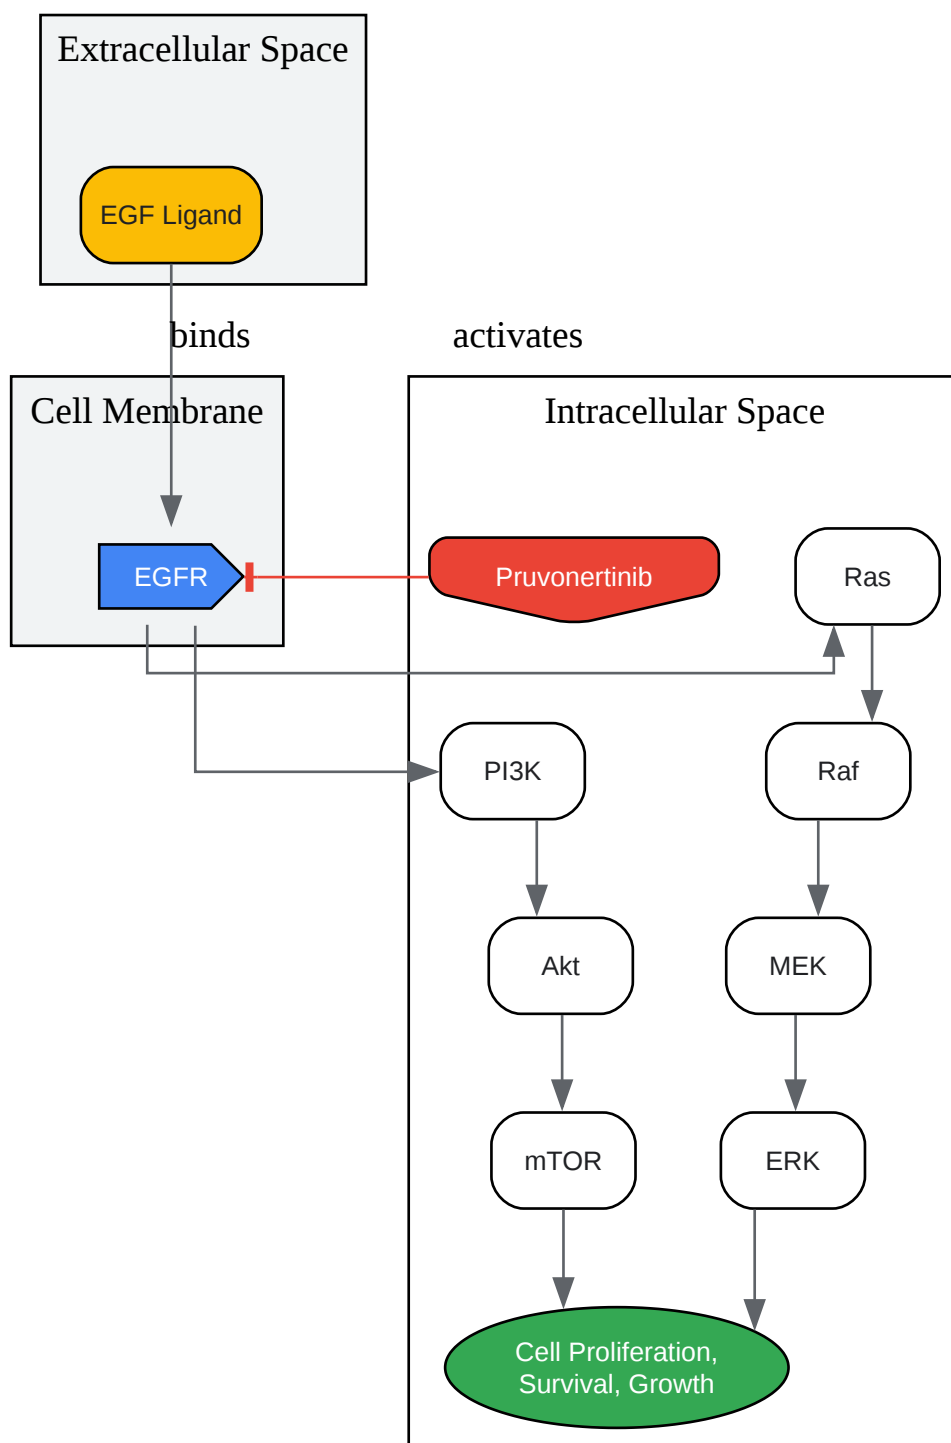 Extracellular Space
EGF Ligand
binds
activates
Cell Membrane
Intracellular Space
EGFR
Pruvonertinib
Ras
PI3K
Raf
Akt
MEK
mTOR
ERK
Cell Proliferation,
Survival, Growth